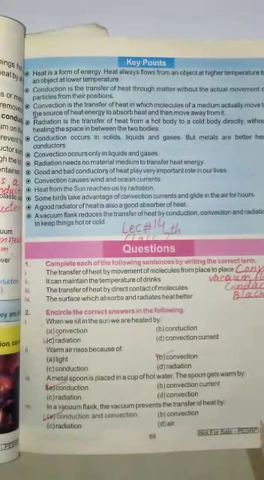 Key Points
Heat is a form of energy. Heat always flows from an object at higher temperature to
an object at lower temperature.
Conduction is the transfer of heat through matter without the actual movement of
particles from their positions.
Convection is the transfer of heat in which molecules of a medium actually move to
the source of heat energy to absorb heat and then move away from it.
Radiation is the transfer of heat from a hot body to a cold body directly, without
heating the space in between the two bodies.
Conduction occurs in solids, liquids and gases. But metals are better heat
conductors
Convection occurs only in liquids and gases.
Radiation needs no material medium to transfer heat energy.
Good and bad conductors of heat play very important role in our lives
Convection causes wind and ocean currents
Heat from the Sun reaches us by radiation.
Some birds take advantage of convection currents and glide in the air for hours.
A good radiator of heat is also a good absorber of heat.
A vacuum flask reduces the transfer of heat by conduction, convection and radiation
to keep things hot or cold
Lec#14
Class
th
Questions
1. Complete each of the following sentences by writing the correct term.
i. The transfer of heat by movement of molecules from place to place
ii. It can maintain the temperature of drinks
iii. The transfer of heat by direct contact of molecules
iv. The surface which absorbs and radiates heat better
Black
2. Encircle the correct answers in the following.
i. When we sit in the sun we are heated by:
(a) convection (b) conduction
(c) radiation (d) convection current
ii. Warm air rises because of:
(a) light (b) convection
(c) heat (d) radiation
iii. A metal spoon is placed in a cup of hot water. The spoon gets warm by:
(a) conduction (b) convection current
(c) radiation (d) convection
iv. In a vacuum flask, the vacuum prevents the transfer of heat by:
(a) conduction and convection (b) convection
(c) radiation (d) air
Not For Sale - PESRP